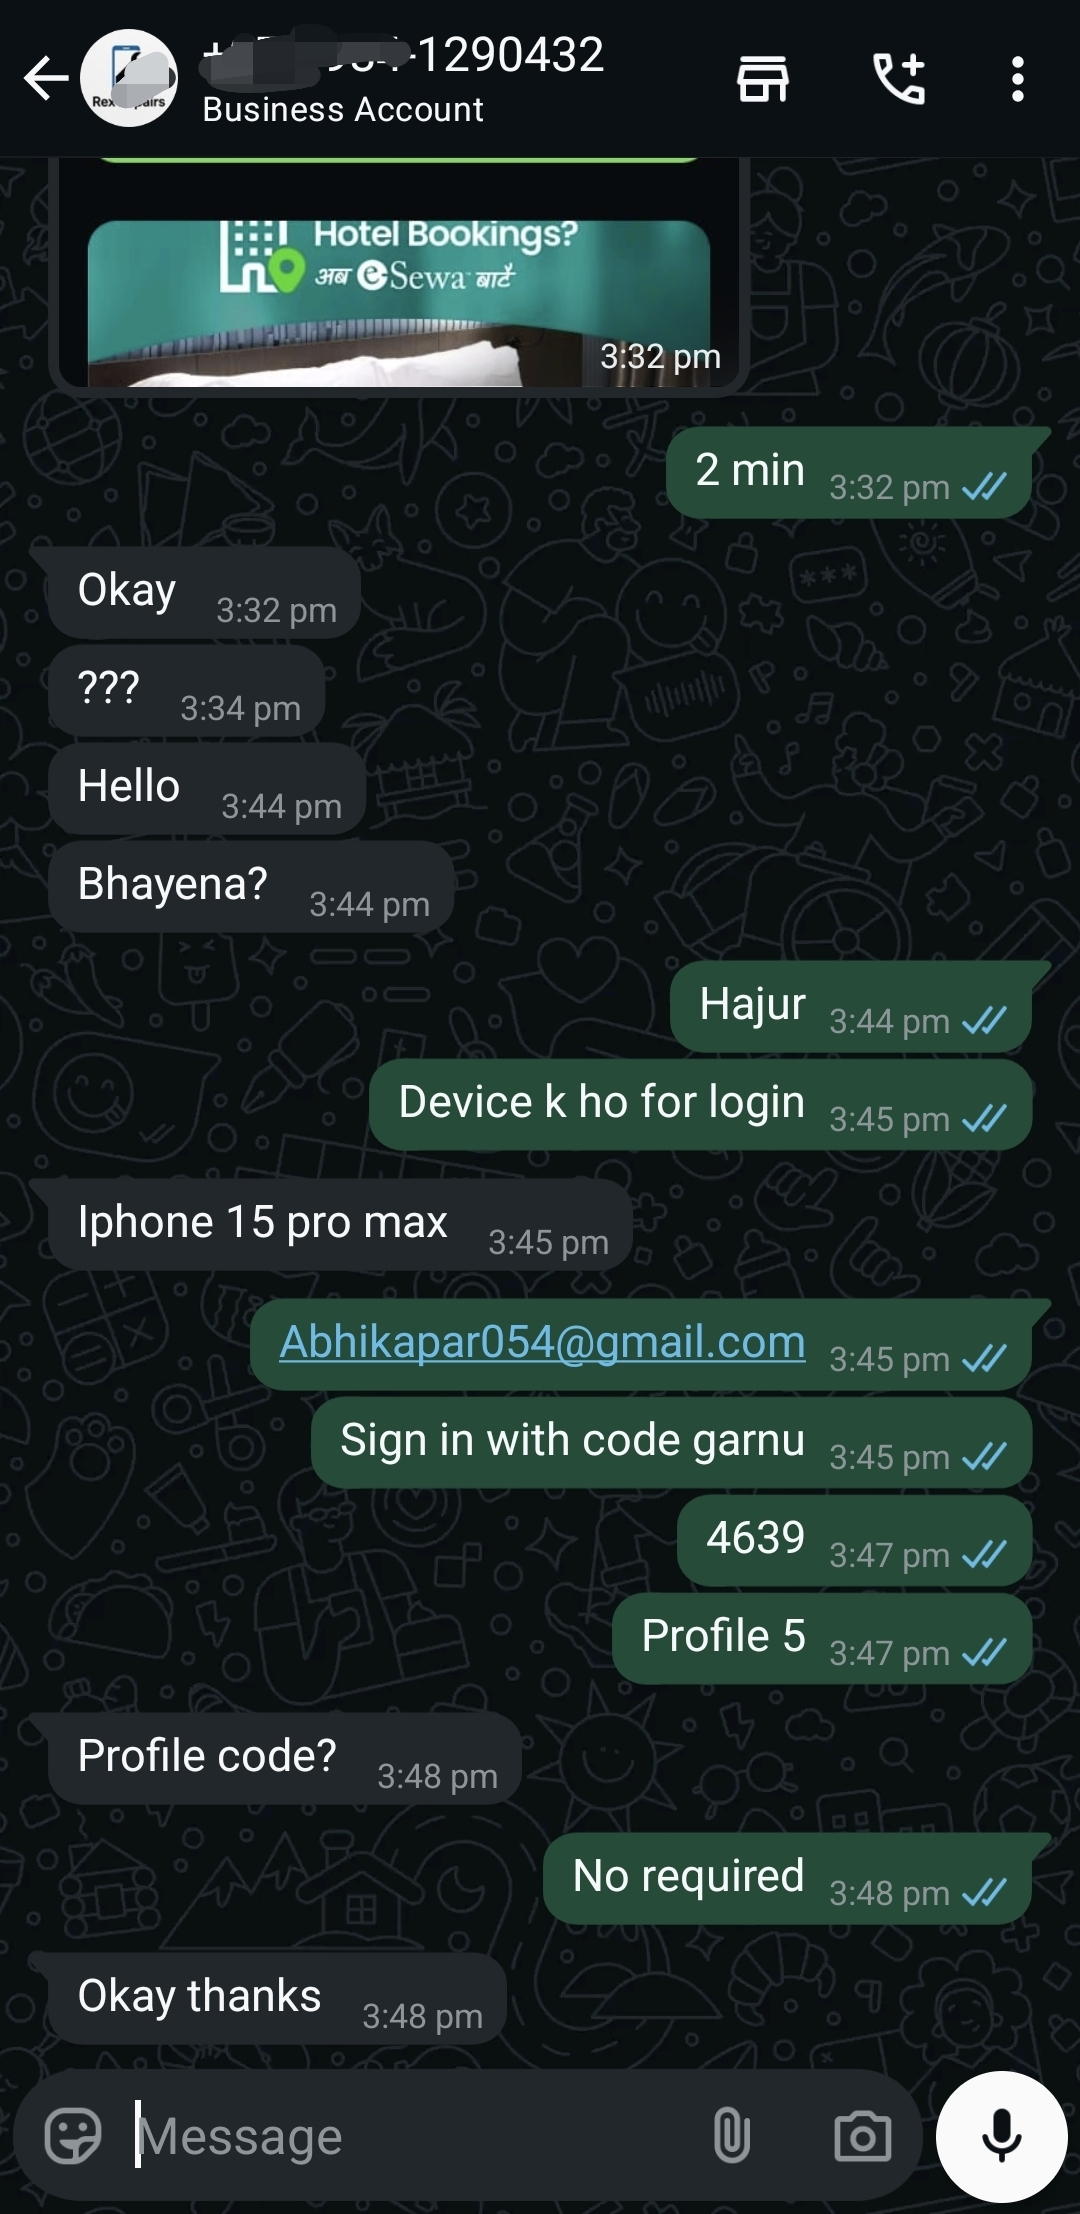 -1290432
Business Account
Hotel Bookings?
अब eSewa बाटै
3:32 pm
2 min 3:32 pm
Okay 3:32 pm
??? 3:34 pm
Hello 3:44 pm
Bhayena? 3:44 pm
Hajur 3:44 pm
Device k ho for login 3:45 pm
Iphone 15 pro max 3:45 pm
Abhikapar054@gmail.com 3:45 pm
Sign in with code garnu 3:45 pm
4639 3:47 pm
Profile 5 3:47 pm
Profile code? 3:48 pm
No required 3:48 pm
Okay thanks 3:48 pm
Message